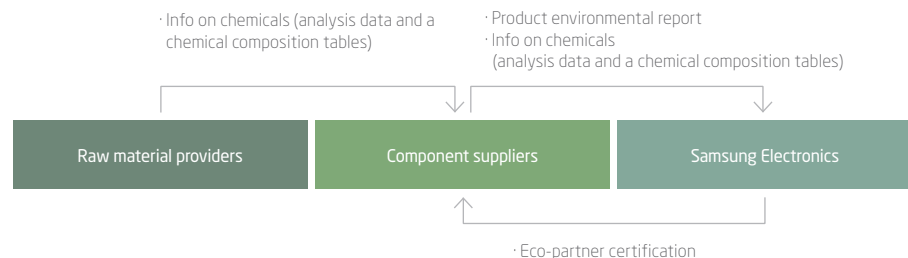 · Info on chemicals (analysis data and a
chemical composition tables)
· Product environmental report
· Info on chemicals
(analysis data and a chemical composition tables)
Raw material providers
Component suppliers
Samsung Electronics
· Eco-partner certification